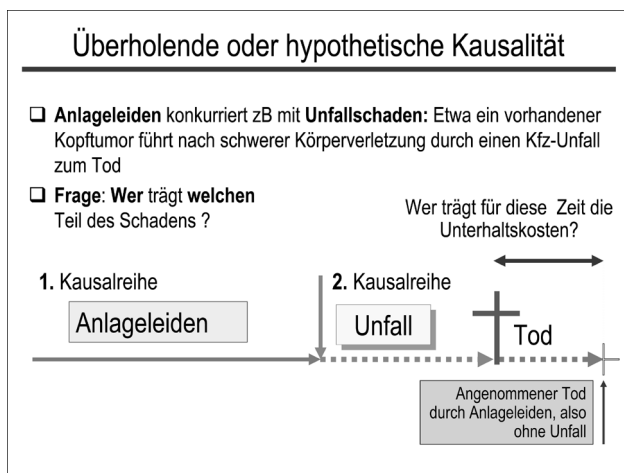 Überholende oder hypothetische Kausalität
❑ Anlageleiden konkurriert zB mit Unfallschaden: Etwa ein vorhandener
Kopftumor führt nach schwerer Körperverletzung durch einen Kfz-Unfall
zum Tod
❑ Frage: Wer trägt welchen
Teil des Schadens ?
Wer trägt für diese Zeit die
Unterhaltskosten?
1. Kausalreihe
2. Kausalreihe
Anlageleiden
Unfall
Tod
Angenommener Tod
durch Anlageleiden, also
ohne Unfall